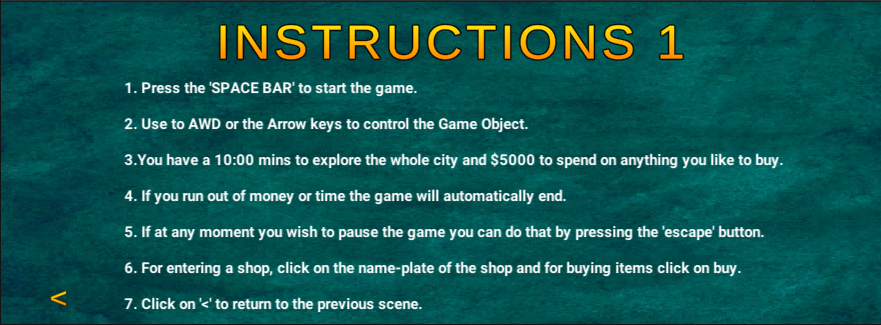 INSTRUCTIONS 1
1. Press the 'SPACE BAR' to start the game.
2. Use to AWD or the Arrow keys to control the Game Object.
3.You have a 10:00 mins to explore the whole city and $5000 to spend on anything you like to buy.
4. If you run out of money or time the game will automatically end.
5. If at any moment you wish to pause the game you can do that by pressing the 'escape' button.
6. For entering a shop, click on the name-plate of the shop and for buying items click on buy.
<
7. Click on '<' to return to the previous scene.